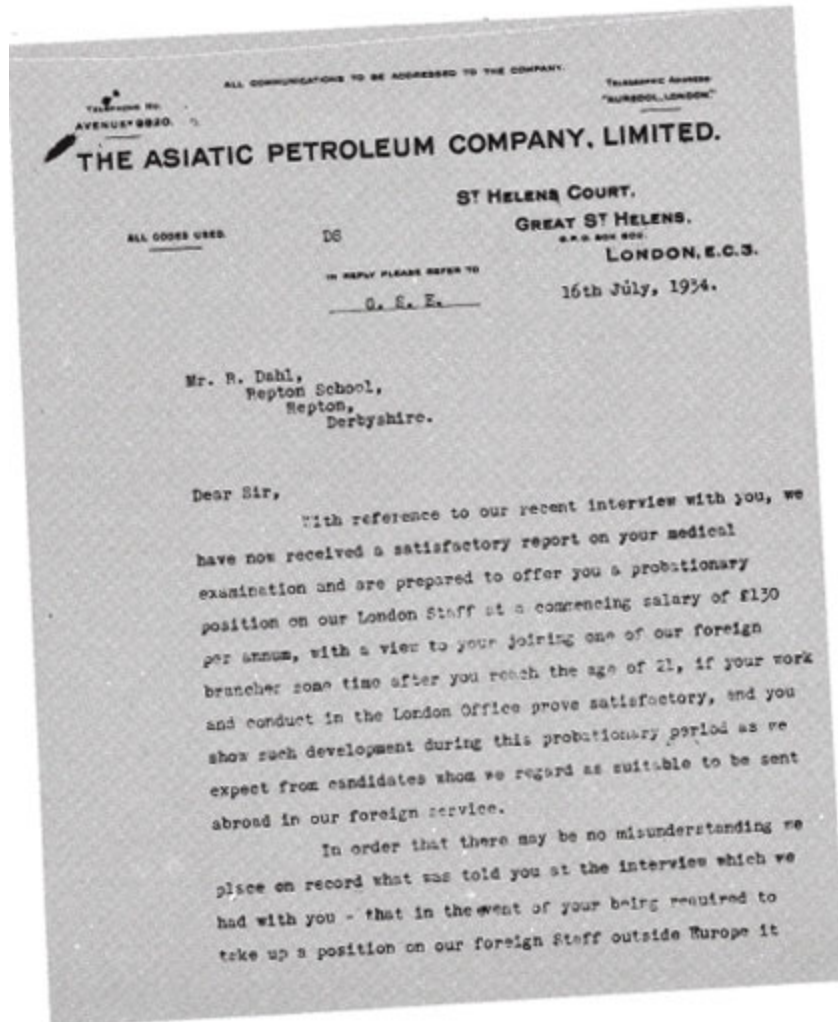 ALL COMMUNICATIONS TO BE ADDRESSED TO THE COMPANY.
TELEPHONE No.
AVENUE 9820.
TELEGRAPHIC ADDRESS
LONDON."
THE ASIATIC PETROLEUM COMPANY, LIMITED.
ST HELENS COURT,
GREAT ST HELENS,
G.P.O. BOX
LONDON, E.C.3.
ALL CODES USED.
DS
IN REPLY PLEASE REFER TO
G. S. E.
16th July, 1934.
Mr. R. Dahl,
Repton School,
Repton,
Derbyshire.
Dear Sir,
With reference to our recent interview with you, we
have now received a satisfactory report on your medical
examination and are prepared to offer you a probationary
position on our London Staff at a commencing salary of £130
per annum, with a view to your joining one of our foreign
branches some time after you reach the age of 21, if your work
and conduct in the London Office prove satisfactory, and you
show such development during this probationary period as we
expect from candidates whom we regard as suitable to be sent
abroad in our foreign service.
In order that there may be no misunderstanding we
place on record what was told you at the interview which we
had with you - that in the event of your being required to
take up a position on our foreign Staff outside Europe it